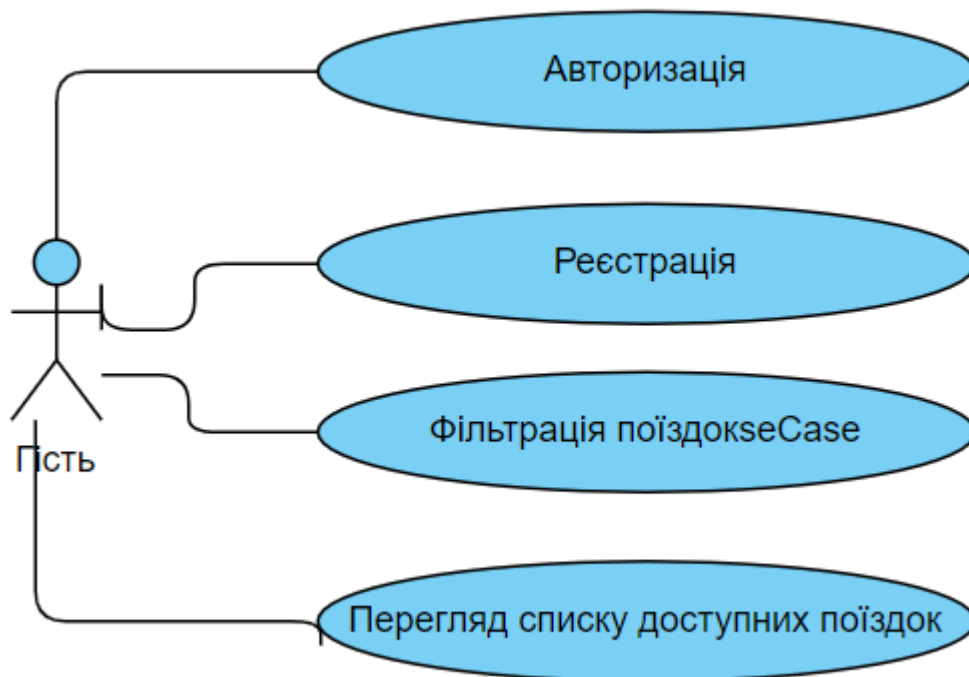 Авторизація
Реєстрація
Фільтрація поїздокseCase
Гість
Перегляд списку доступних поїздок